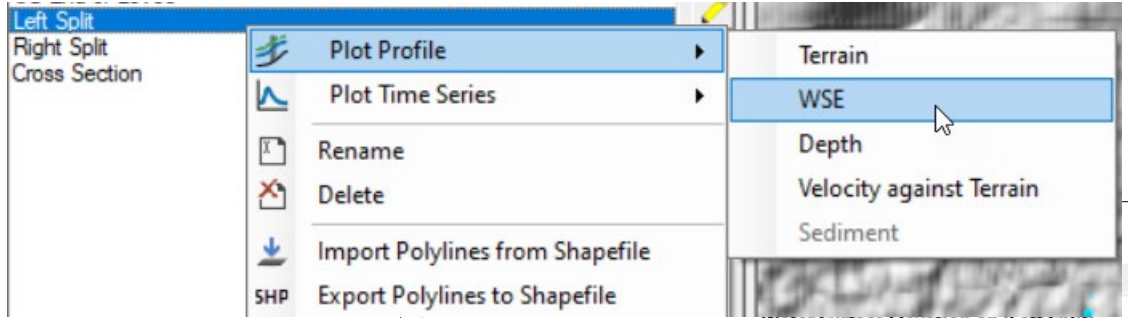 Left Split
Right Split
Cross Section
Plot Profile
Plot Time Series
Rename
Delete
Import Polylines from Shapefile
SHP Export Polylines to Shapefile
Terrain
WSE
Depth
Velocity against Terrain
Sediment